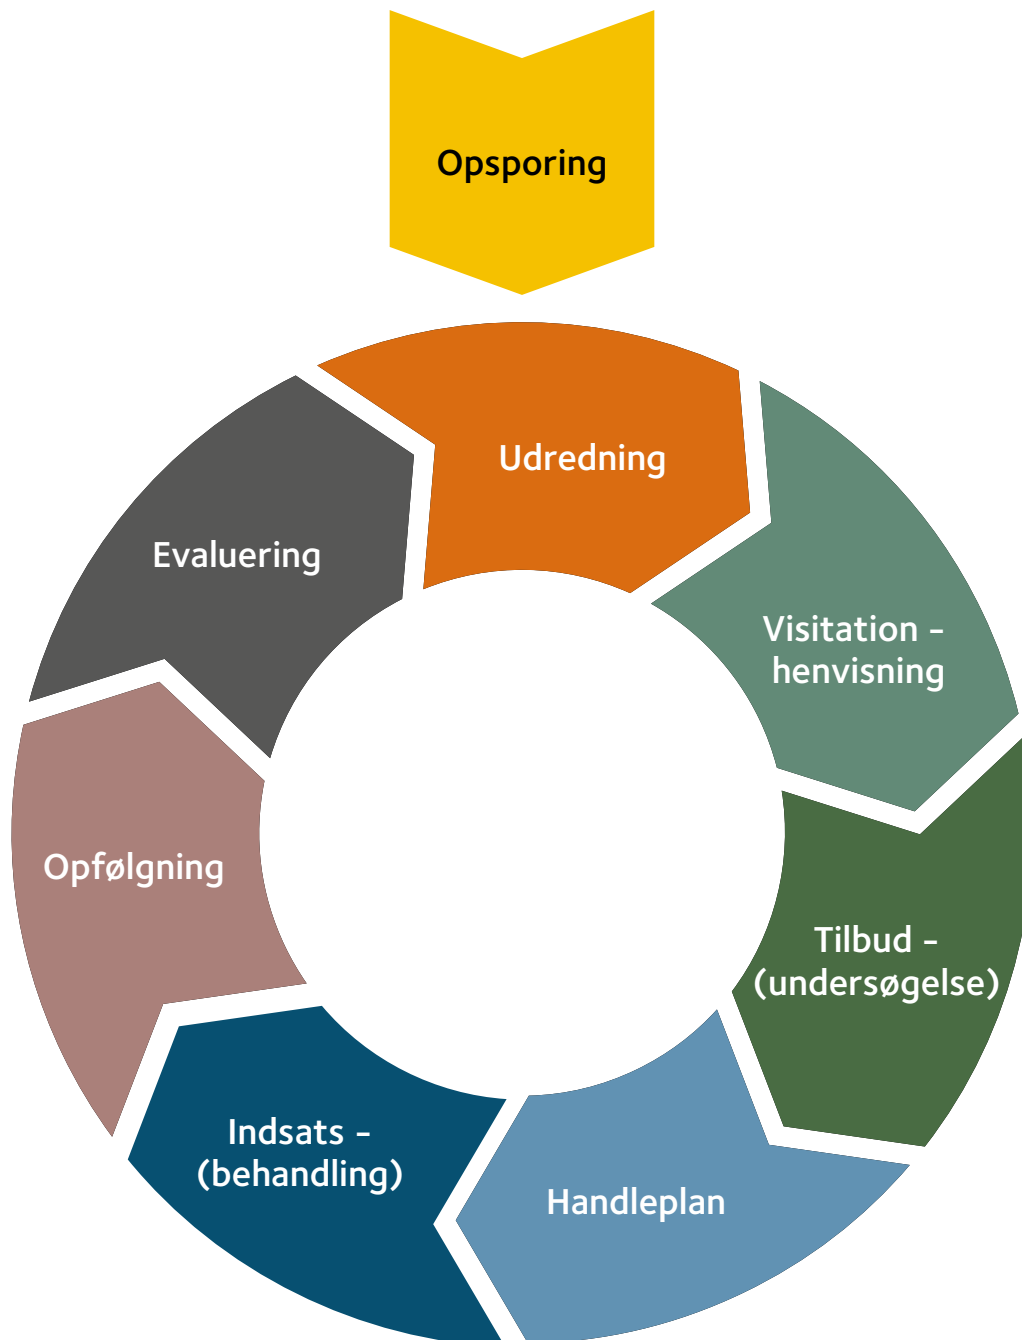 Opsporing
Udredning
Visitation –
henvisning
Tilbud –
(undersøgelse)
Handleplan
Indsats –
(behandling)
Opfølgning
Evaluering